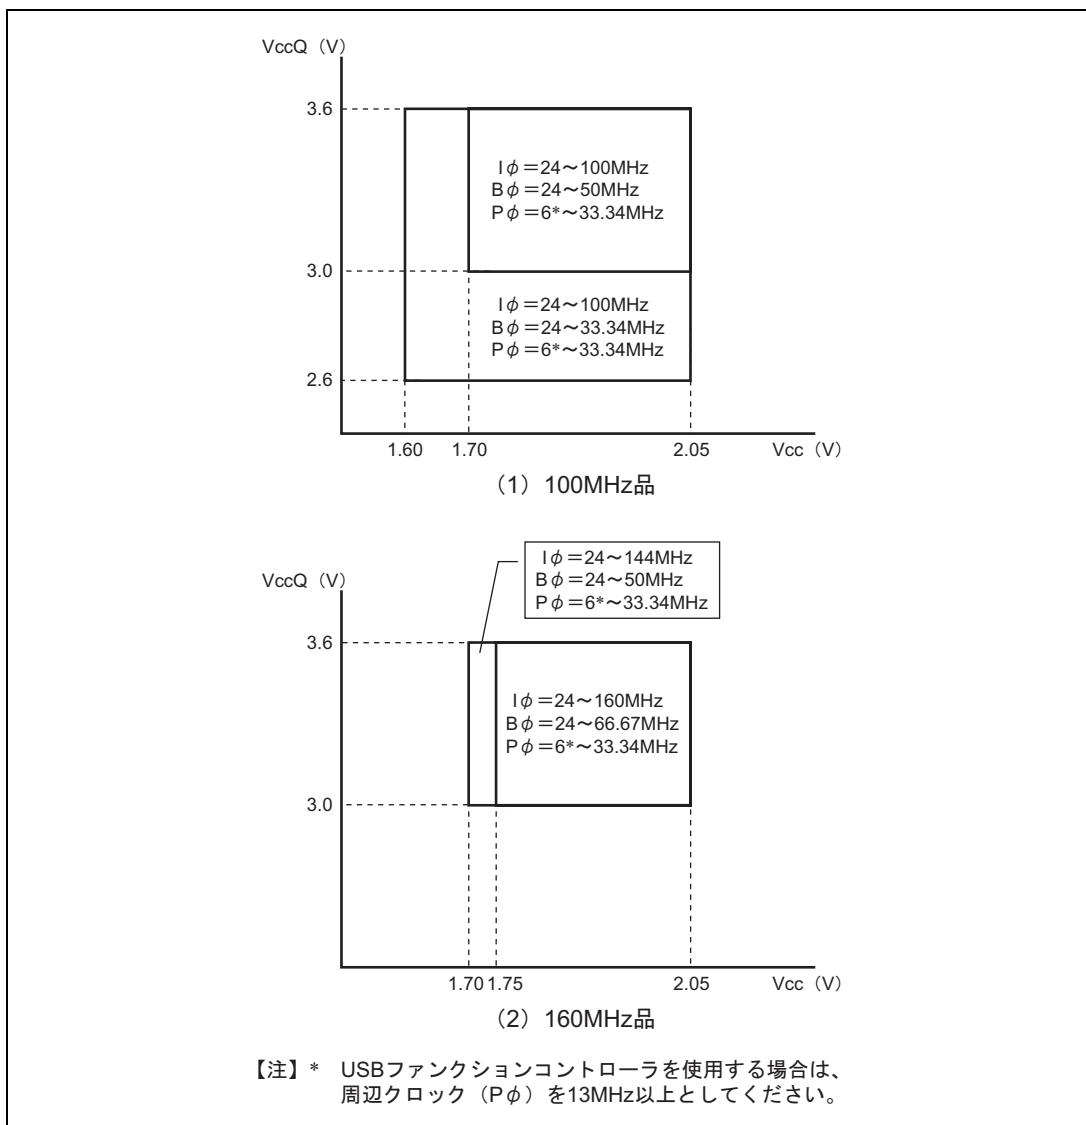 VccQ（V）
3.6
Iφ＝24～100MHz
Bφ＝24～50MHz
Pφ＝6*～33.34MHz
3.0
Iφ＝24～100MHz
Bφ＝24～33.34MHz
Pφ＝6*～33.34MHz
2.6
1.60 1.70 2.05 Vcc（V）
（1）100MHz品
Iφ＝24～144MHz
Bφ＝24～50MHz
Pφ＝6*～33.34MHz
VccQ（V）
3.6
Iφ＝24～160MHz
Bφ＝24～66.67MHz
Pφ＝6*～33.34MHz
3.0
1.70 1.75 2.05 Vcc（V）
（2）160MHz品
【注】* USBファンクションコントローラを使用する場合は、
周辺クロック（Pφ）を13MHz以上としてください。